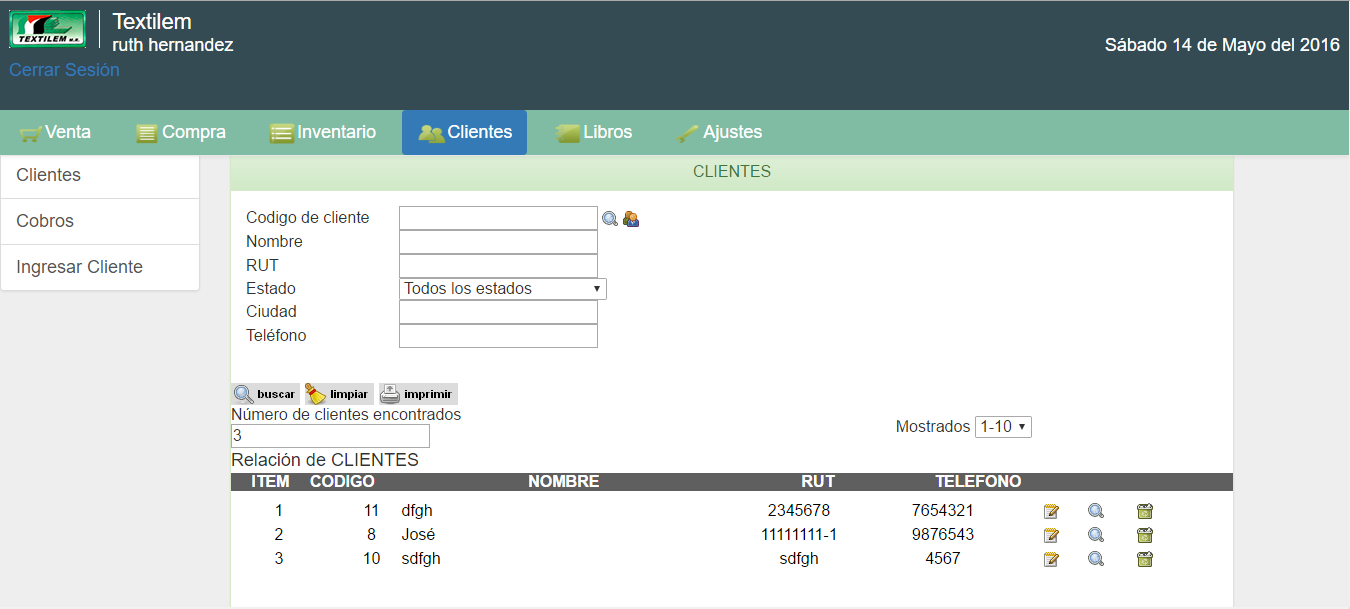 TEXTILEM s.a.
Textilem
ruth hernandez
Cerrar Sesión
Sábado 14 de Mayo del 2016
Venta Compra Inventario Clientes Libros Ajustes
Clientes
Cobros
Ingresar Cliente
CLIENTES
Codigo de cliente
Nombre
RUT
Estado Todos los estados
Ciudad
Teléfono
buscar limpiar imprimir
Número de clientes encontrados
3
Mostrados 1-10
Relación de CLIENTES
ITEM CODIGO NOMBRE RUT TELEFONO
1 11 dfgh 2345678 7654321
2 8 José 11111111-1 9876543
3 10 sdfgh sdfgh 4567